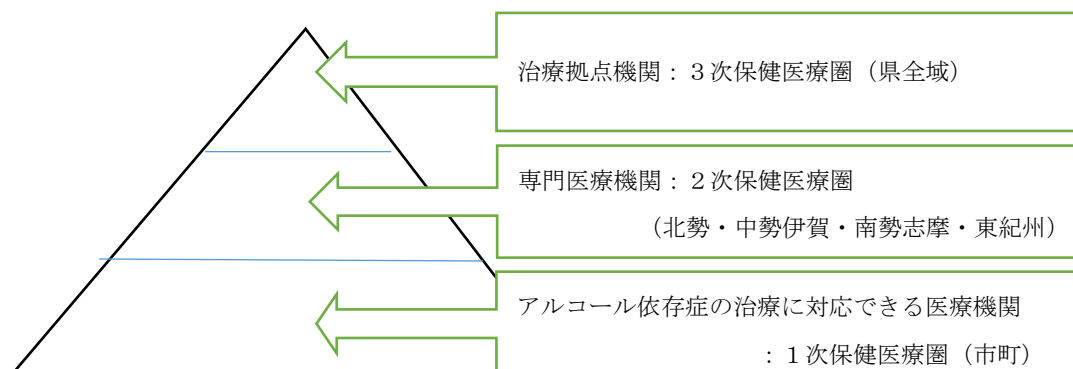 治療拠点機関：３次保健医療圏（県全域）
専門医療機関：２次保健医療圏
（北勢・中勢伊賀・南勢志摩・東紀州）
アルコール依存症の治療に対応できる医療機関
：１次保健医療圏（市町）